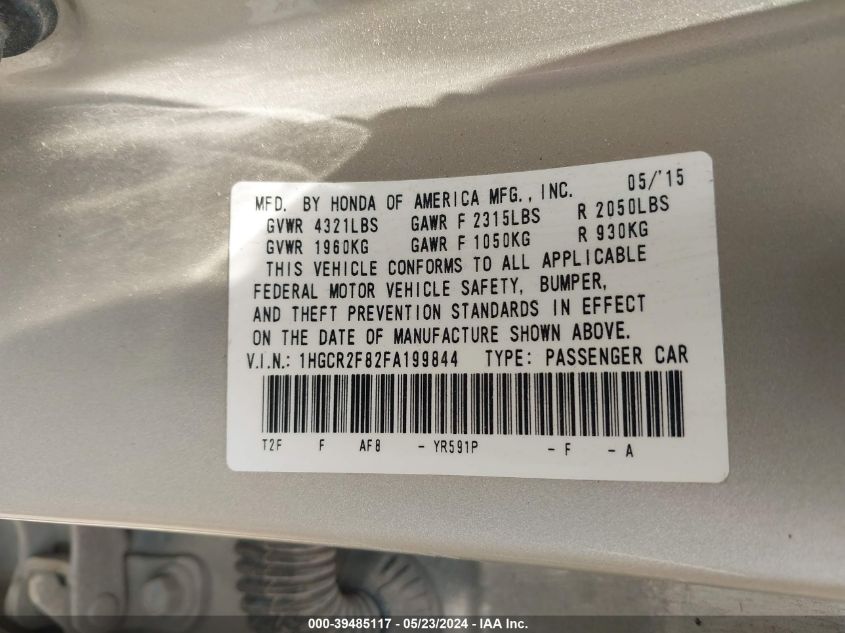 MFD. BY HONDA OF AMERICA MFG., INC. 05/'15
GVWR 4321LBS GAWR F 2315LBS R 2050LBS
GVWR 1960KG GAWR F 1050KG R 930KG
THIS VEHICLE CONFORMS TO ALL APPLICABLE
FEDERAL MOTOR VEHICLE SAFETY, BUMPER,
AND THEFT PREVENTION STANDARDS IN EFFECT
ON THE DATE OF MANUFACTURE SHOWN ABOVE.
V.I.N.: 1HGCR2F82FA199844 TYPE: PASSENGER CAR
T2F F AF8 - YR591P - F - A
000-39485117 - 05/23/2024 - IAA Inc.